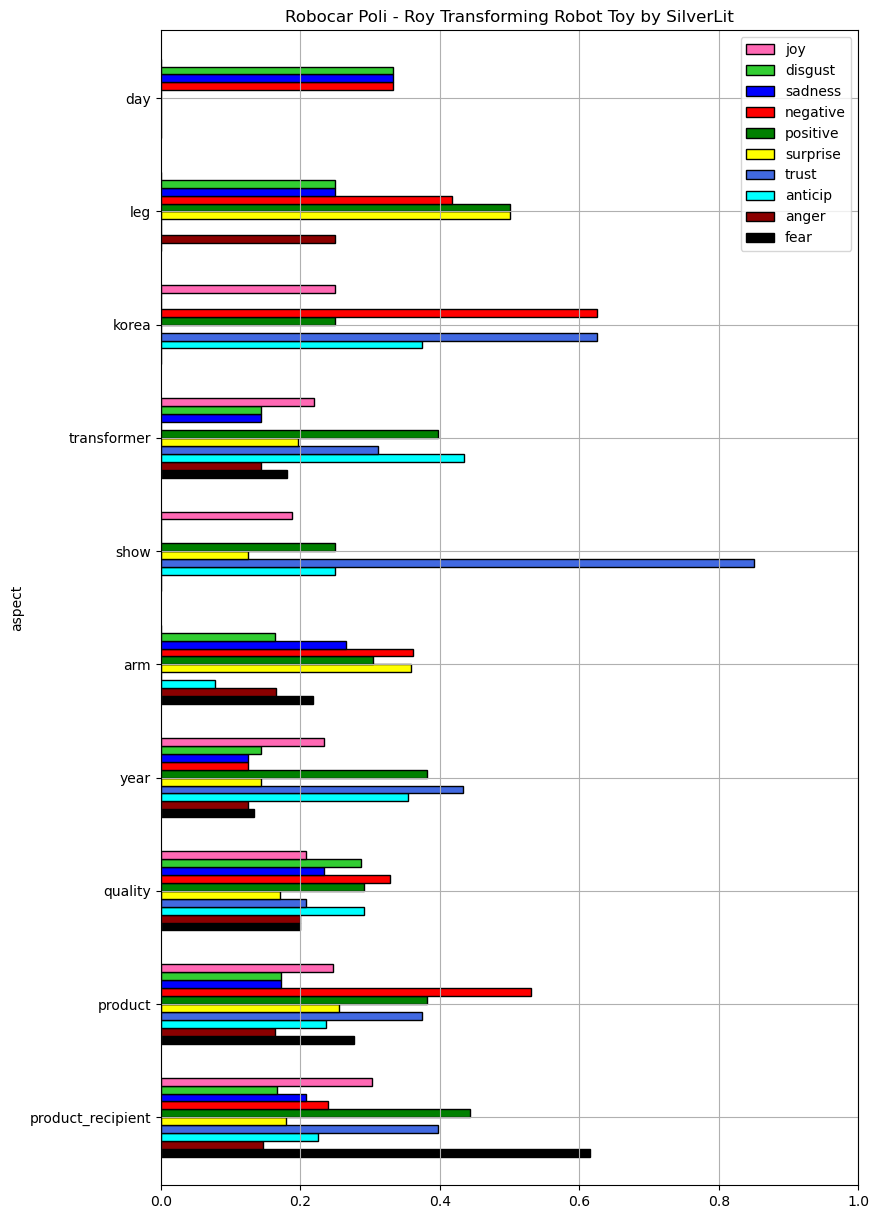 Robocar Poli - Roy Transforming Robot Toy by SilverLit
joy
disgust
sadness
negative
positive
surprise
trust
anticip
anger
fear
aspect
day
leg
korea
transformer
show
arm
year
quality
product
product_recipient
0.0 0.2 0.4 0.6 0.8 1.0